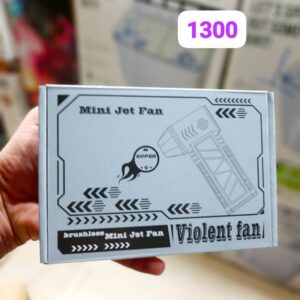 1300
Mini Jet Fan
SUPER
brushless Mini Jet Fan
Violent fan